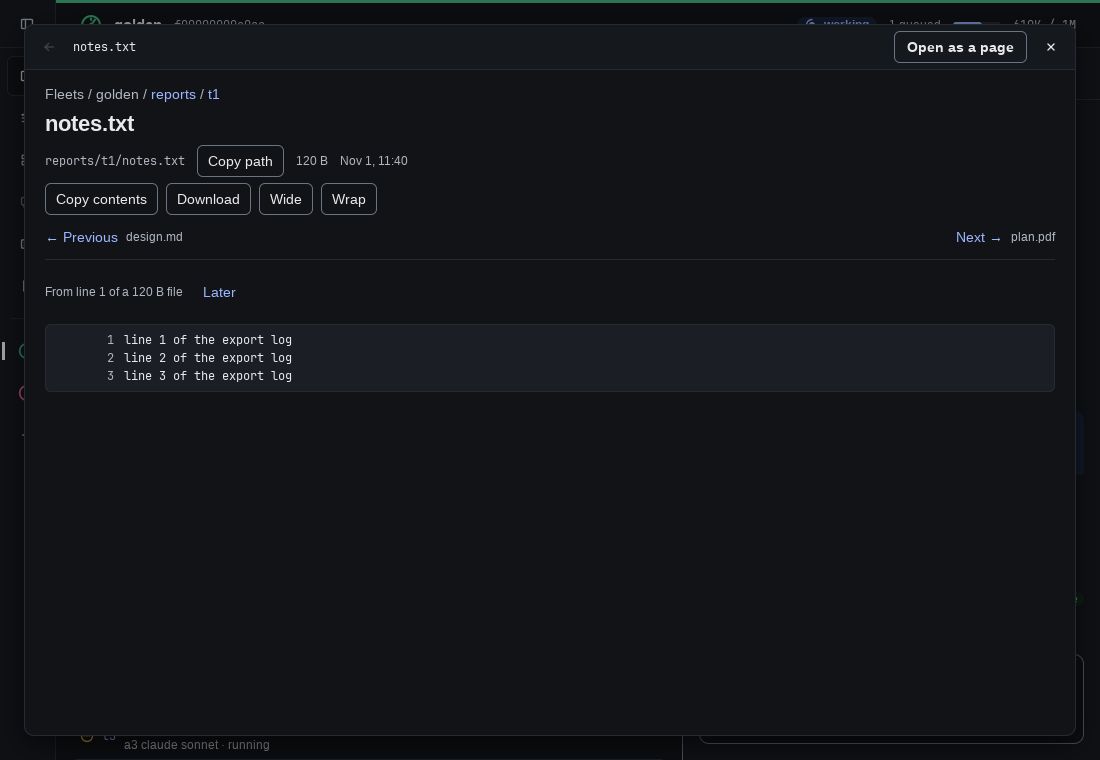 notes.txt
Open as a page
Fleets / golden / reports / t1
notes.txt
reports/t1/notes.txt Copy path 120 B Nov 1, 11:40
Copy contents Download Wide Wrap
← Previous design.md Next → plan.pdf
From line 1 of a 120 B file Later
1 line 1 of the export log
2 line 2 of the export log
3 line 3 of the export log
a3 claude sonnet · running